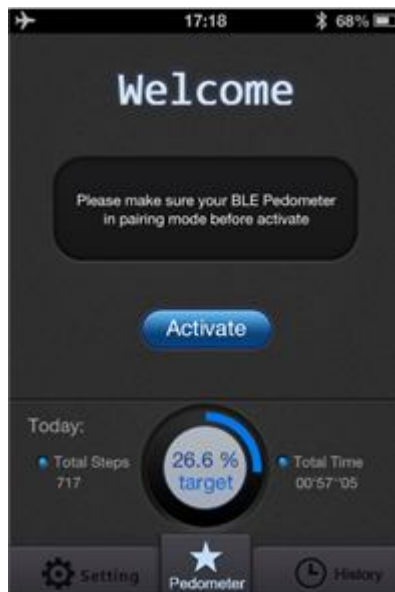 17:18 68%
Welcome
Please make sure your BLE Pedometer
in pairing mode before activate
Activate
Today:
Total Steps
717
26.6 %
target
Total Time
00'57''05
Setting
Pedometer
History